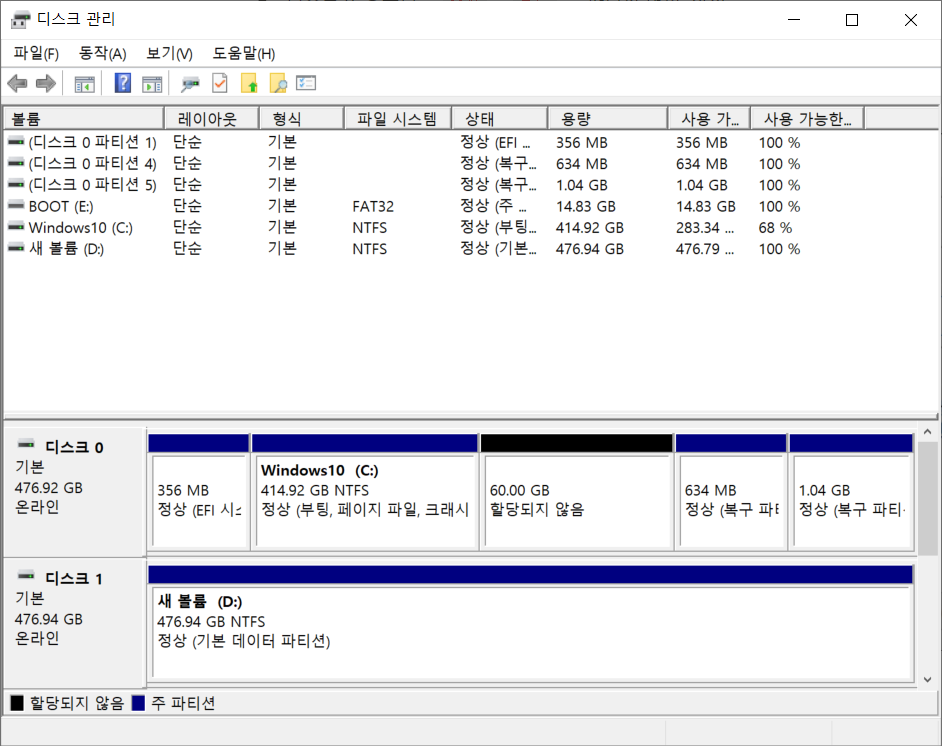 디스크 관리
파일(F) 동작(A) 보기(V) 도움말(H)
볼륨 레이아웃 형식 파일 시스템 상태 용량 사용 가... 사용 가능한...
(디스크 0 파티션 1) 단순 기본 정상 (EFI ... 356 MB 356 MB 100 %
(디스크 0 파티션 4) 단순 기본 정상 (복구... 634 MB 634 MB 100 %
(디스크 0 파티션 5) 단순 기본 정상 (복구... 1.04 GB 1.04 GB 100 %
BOOT (E:) 단순 기본 FAT32 정상 (주 ... 14.83 GB 14.83 GB 100 %
Windows10 (C:) 단순 기본 NTFS 정상 (부팅... 414.92 GB 283.34 ... 68 %
새 볼륨 (D:) 단순 기본 NTFS 정상 (기본... 476.94 GB 476.79 ... 100 %
디스크 0
기본
476.92 GB
온라인
356 MB
정상 (EFI 시
Windows10 (C:)
414.92 GB NTFS
정상 (부팅, 페이지 파일, 크래시
60.00 GB
할당되지 않음
634 MB
정상 (복구 파
1.04 GB
정상 (복구 파티
디스크 1
기본
476.94 GB
온라인
새 볼륨 (D:)
476.94 GB NTFS
정상 (기본 데이터 파티션)
할당되지 않음 주 파티션